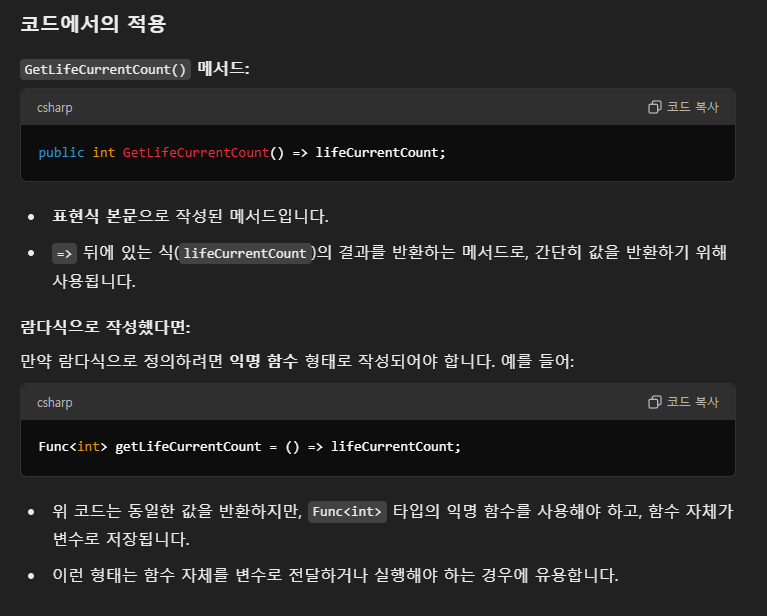 코드에서의 적용
GetLifeCurrentCount() 메서드:
csharp
코드 복사
public int GetLifeCurrentCount() => lifeCurrentCount;
• 표현식 본문으로 작성된 메서드입니다.
• => 뒤에 있는 식(lifeCurrentCount)의 결과를 반환하는 메서드로, 간단히 값을 반환하기 위해
사용됩니다.
람다식으로 작성했다면:
만약 람다식으로 정의하려면 익명 함수 형태로 작성되어야 합니다. 예를 들어:
csharp
코드 복사
Func<int> getLifeCurrentCount = () => lifeCurrentCount;
• 위 코드는 동일한 값을 반환하지만, Func<int> 타입의 익명 함수를 사용해야 하고, 함수 자체가
변수로 저장됩니다.
• 이런 형태는 함수 자체를 변수로 전달하거나 실행해야 하는 경우에 유용합니다.